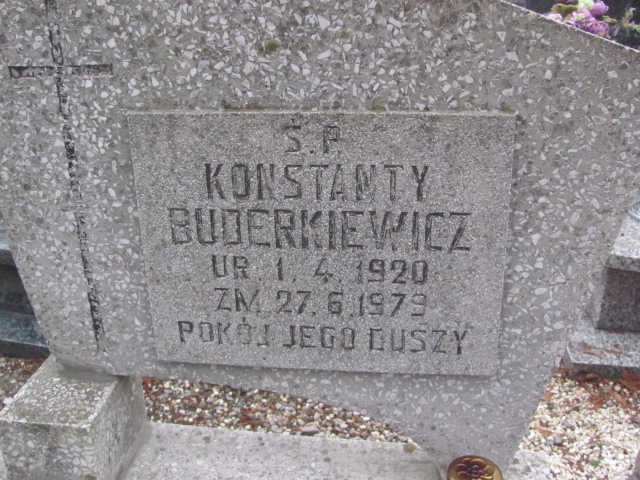 Ś.P.
KONSTANTY
BUDERKIEWICZ
UR. 1. 4. 1920
ZM. 27. 6. 1979
POKÓJ JEGO DUSZY